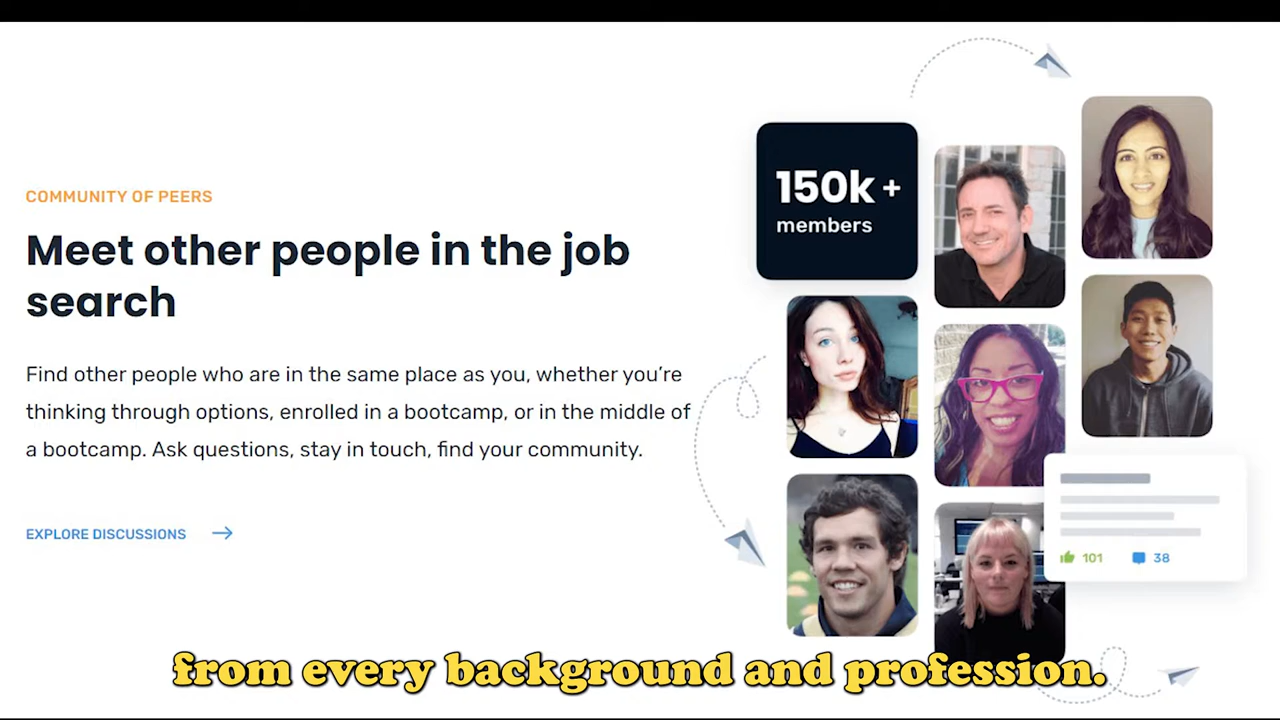 COMMUNITY OF PEERS
Meet other people in the job
search
Find other people who are in the same place as you, whether you’re
thinking through options, enrolled in a bootcamp, or in the middle of
a bootcamp. Ask questions, stay in touch, find your community.
EXPLORE DISCUSSIONS
150k +
members
101 38
from every background and profession.